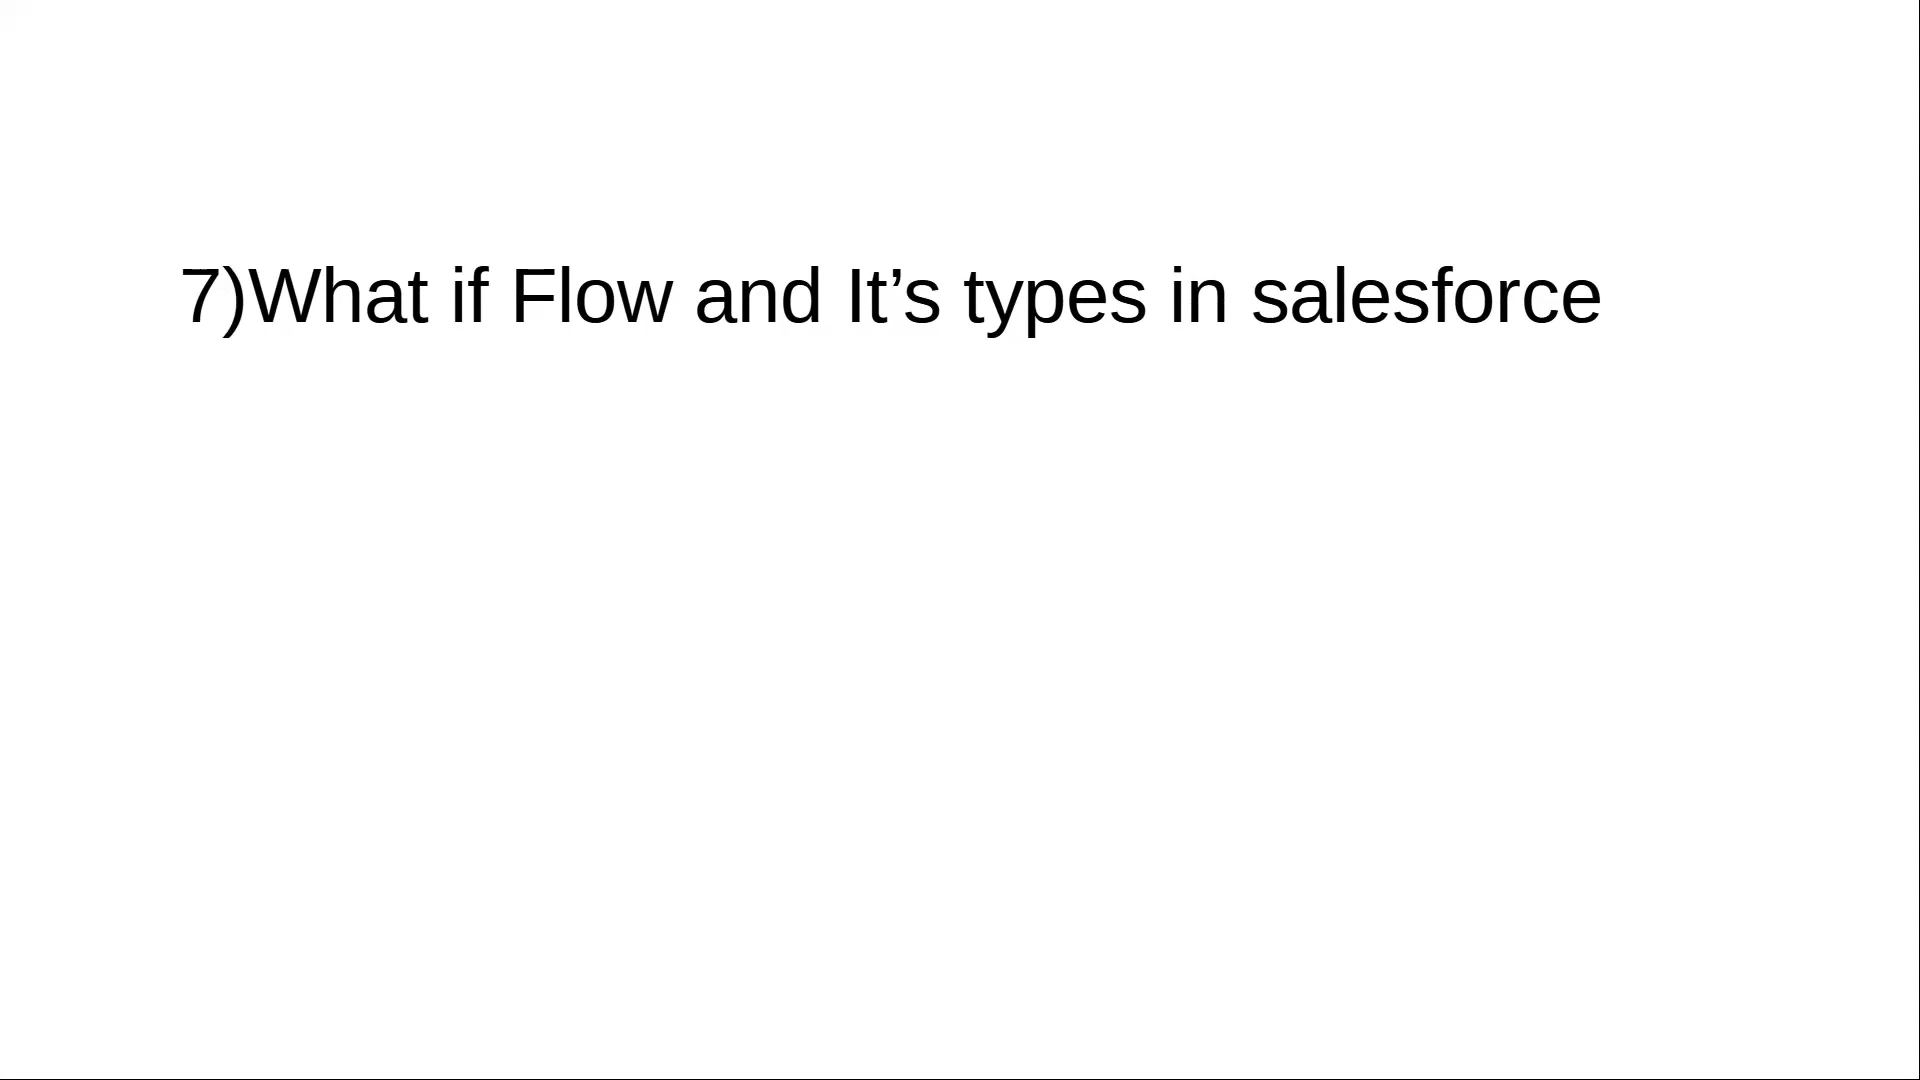 7)What if Flow and It’s types in salesforce